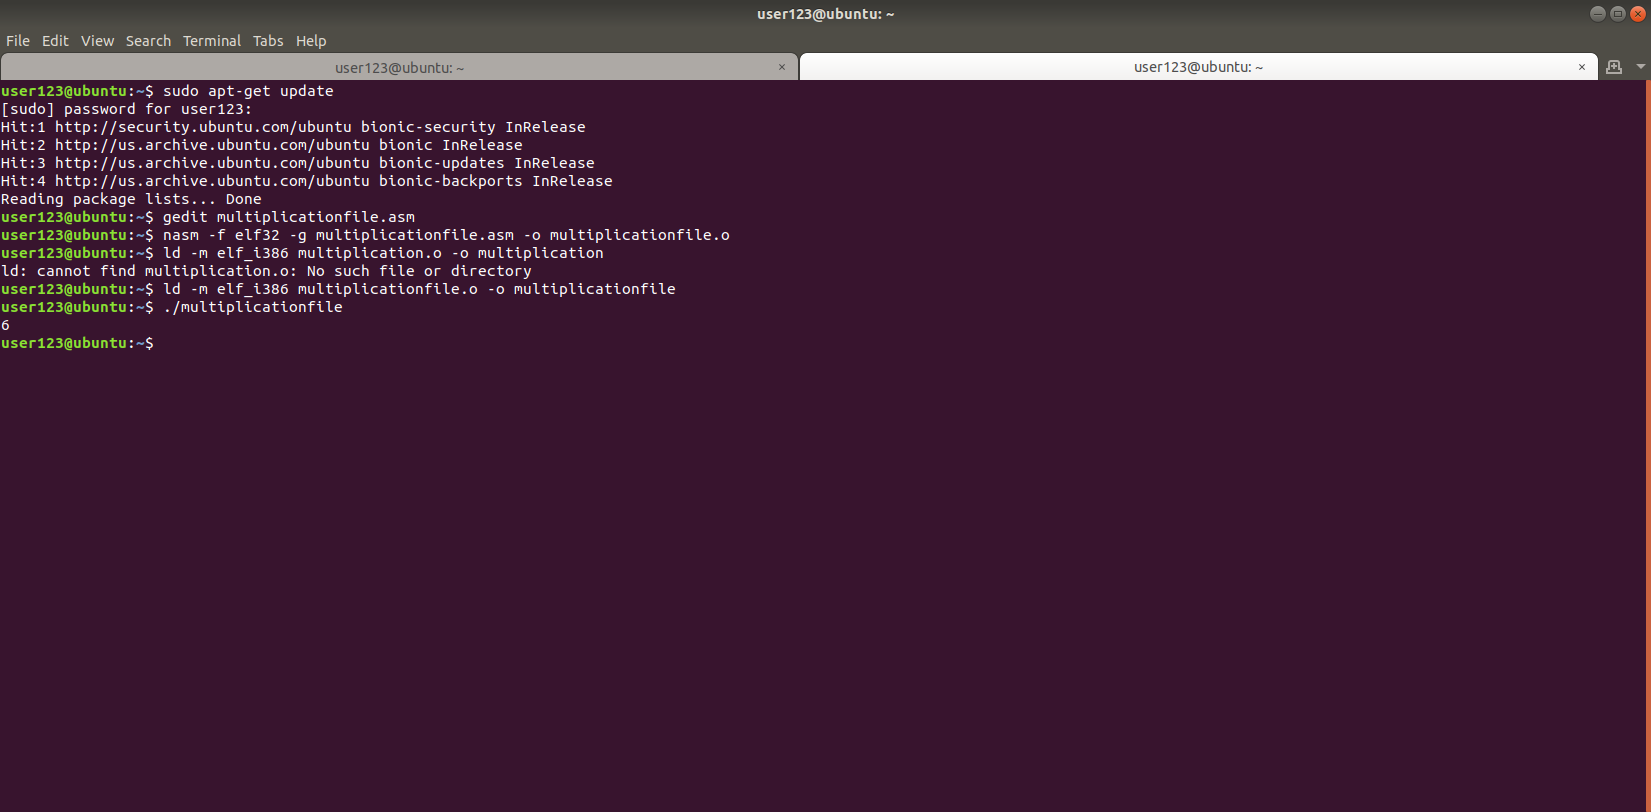 user123@ubuntu: ~
File Edit View Search Terminal Tabs Help
user123@ubuntu: ~ × user123@ubuntu: ~ ×
user123@ubuntu:~$ sudo apt-get update
[sudo] password for user123:
Hit:1 http://security.ubuntu.com/ubuntu bionic-security InRelease
Hit:2 http://us.archive.ubuntu.com/ubuntu bionic InRelease
Hit:3 http://us.archive.ubuntu.com/ubuntu bionic-updates InRelease
Hit:4 http://us.archive.ubuntu.com/ubuntu bionic-backports InRelease
Reading package lists... Done
user123@ubuntu:~$ gedit multiplicationfile.asm
user123@ubuntu:~$ nasm -f elf32 -g multiplicationfile.asm -o multiplicationfile.o
user123@ubuntu:~$ ld -m elf_i386 multiplication.o -o multiplication
ld: cannot find multiplication.o: No such file or directory
user123@ubuntu:~$ ld -m elf_i386 multiplicationfile.o -o multiplicationfile
user123@ubuntu:~$ ./multiplicationfile
6
user123@ubuntu:~$